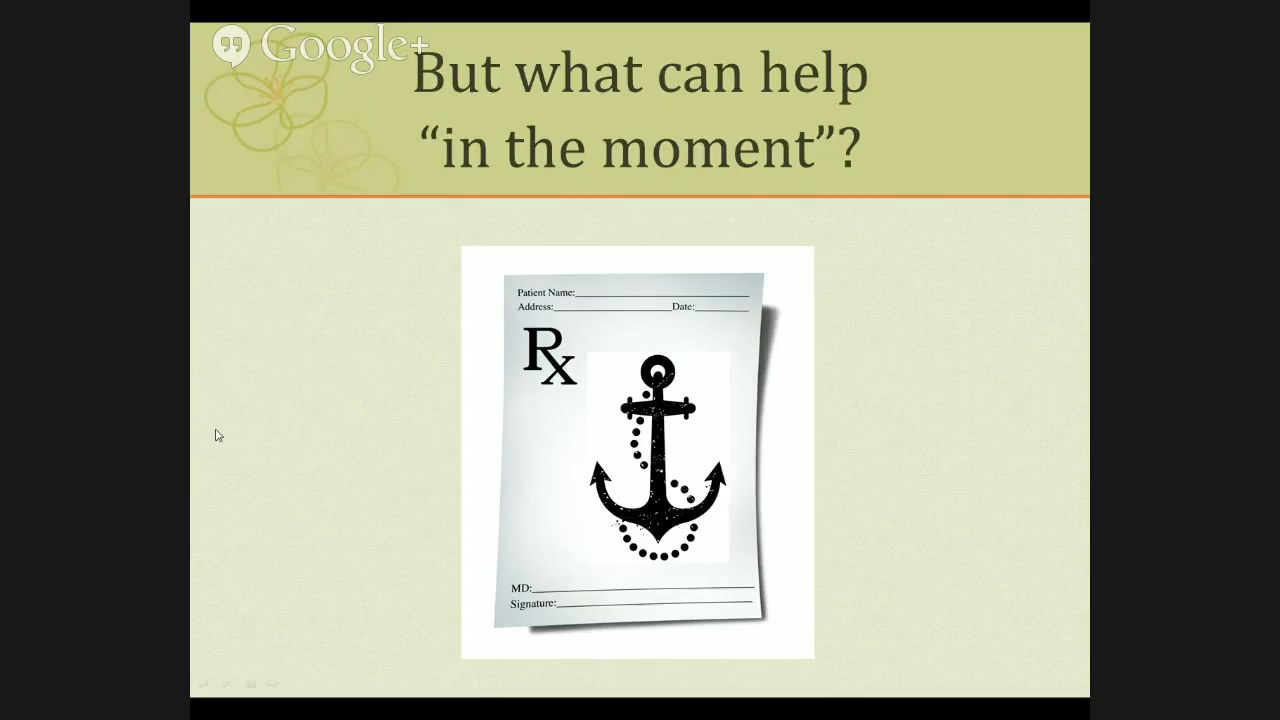 Google+
But what can help
“in the moment”?
Patient Name:
Address: Date:
Rx
MD:
Signature: